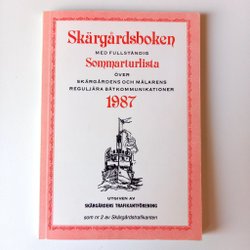 Skärgårdsboken
MED FULLSTÄNDIG
Sommarturlista
ÖVER
SKÄRGÅRDENS OCH MÄLARENS
REGULJÄRA BÅTKOMMUNIKATIONER
1987
UTGIVEN AV
SKÄRGÅRDENS TRAFIKANTFÖRENING
som nr 2 av Skärgårdstrafikanten